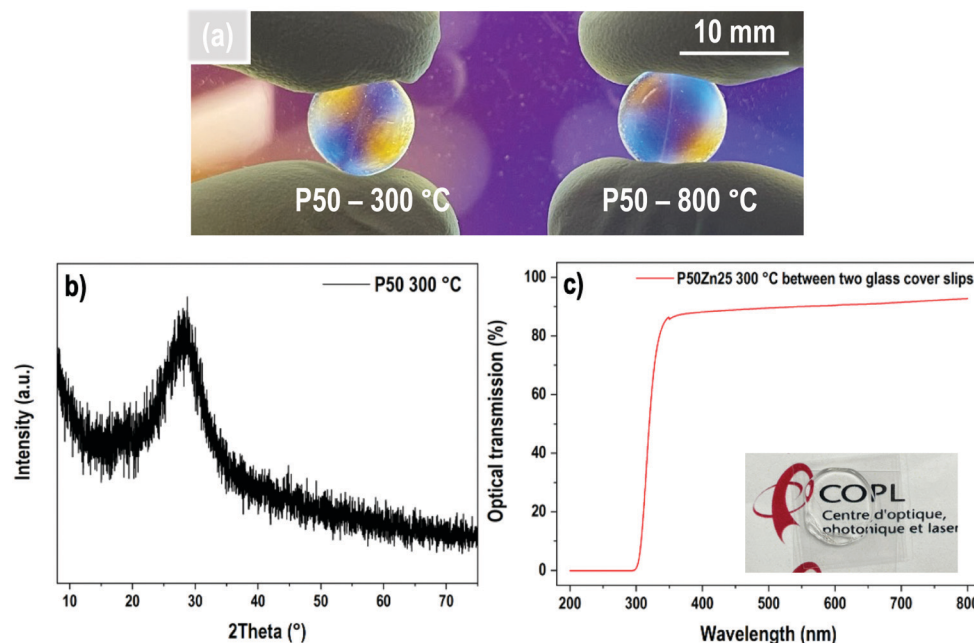 (a)
10 mm
P50 – 300 °C
P50 – 800 °C
b)
P50 300 °C
Intensity (a.u.)
10 20 30 40 50 60 70
2Theta (°)
c)
P50Zn25 300 °C between two glass cover slips
Optical transmission (%)
100
80
60
40
20
0
200 300 400 500 600 700 800
Wavelength (nm)
COPL
Centre d'optique,
photonique et laser